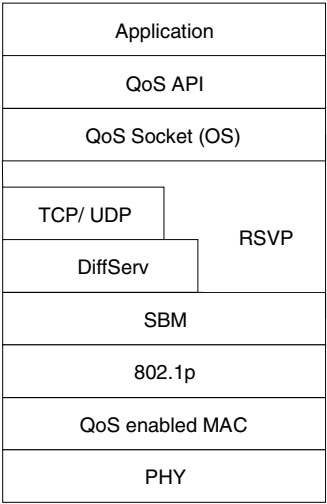 Application
QoS API
QoS Socket (OS)
TCP/ UDP
RSVP
DiffServ
SBM
802.1p
QoS enabled MAC
PHY